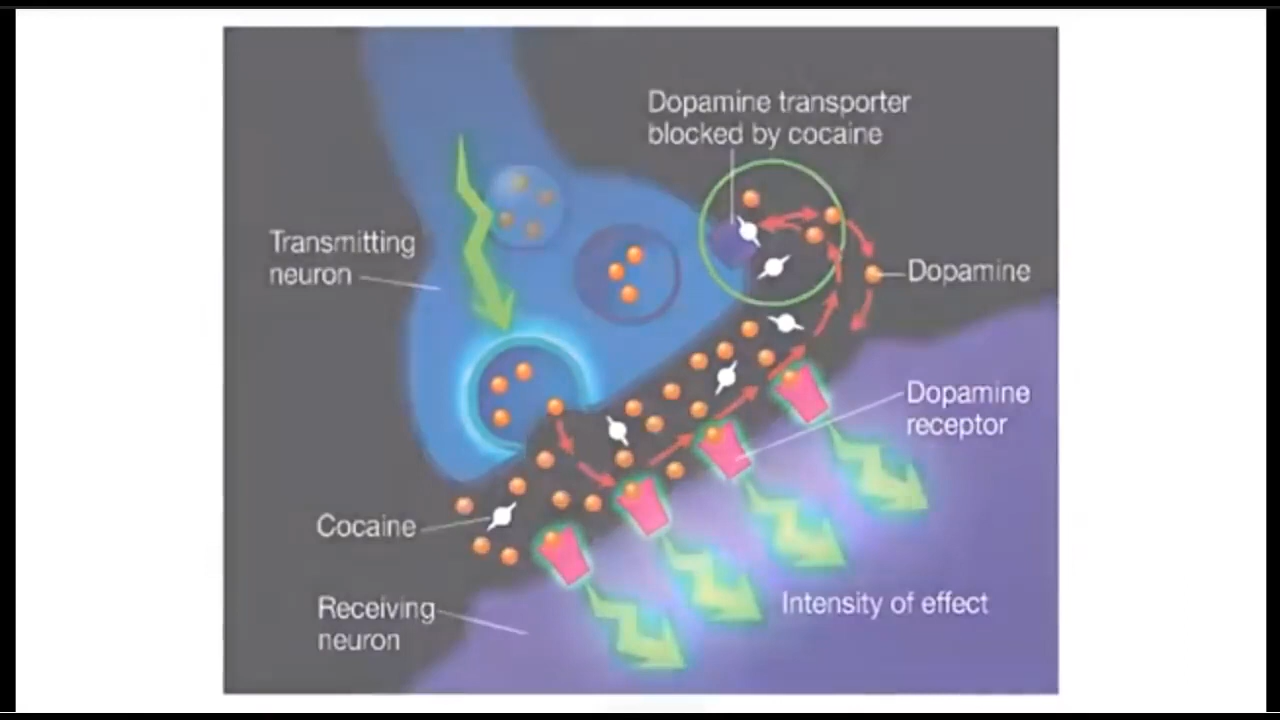 Dopamine transporter
blocked by cocaine
Transmitting
neuron
Dopamine
Dopamine
receptor
Cocaine
Intensity of effect
Receiving
neuron